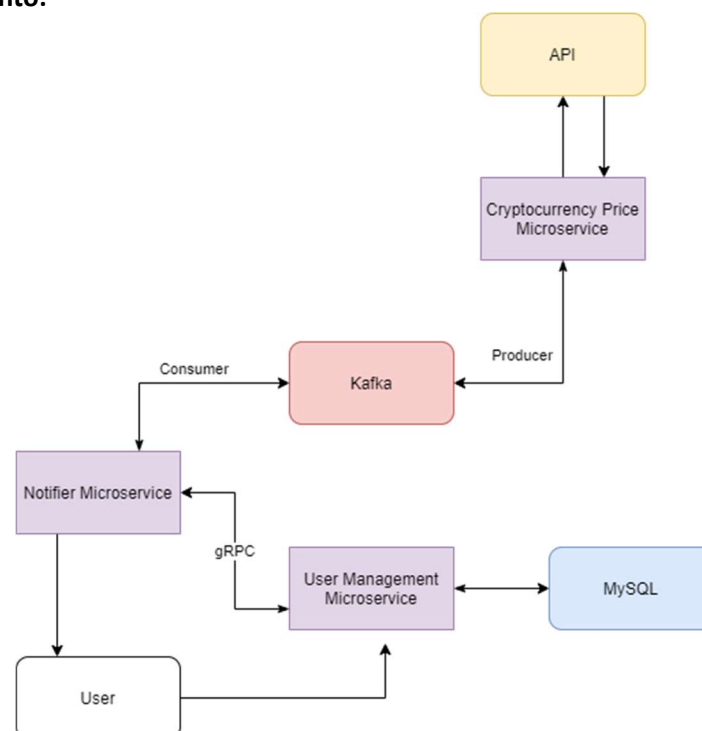 API
Cryptocurrency Price
Microservice
Producer
Consumer
Kafka
Notifier Microservice
gRPC
User Management
Microservice
MySQL
User